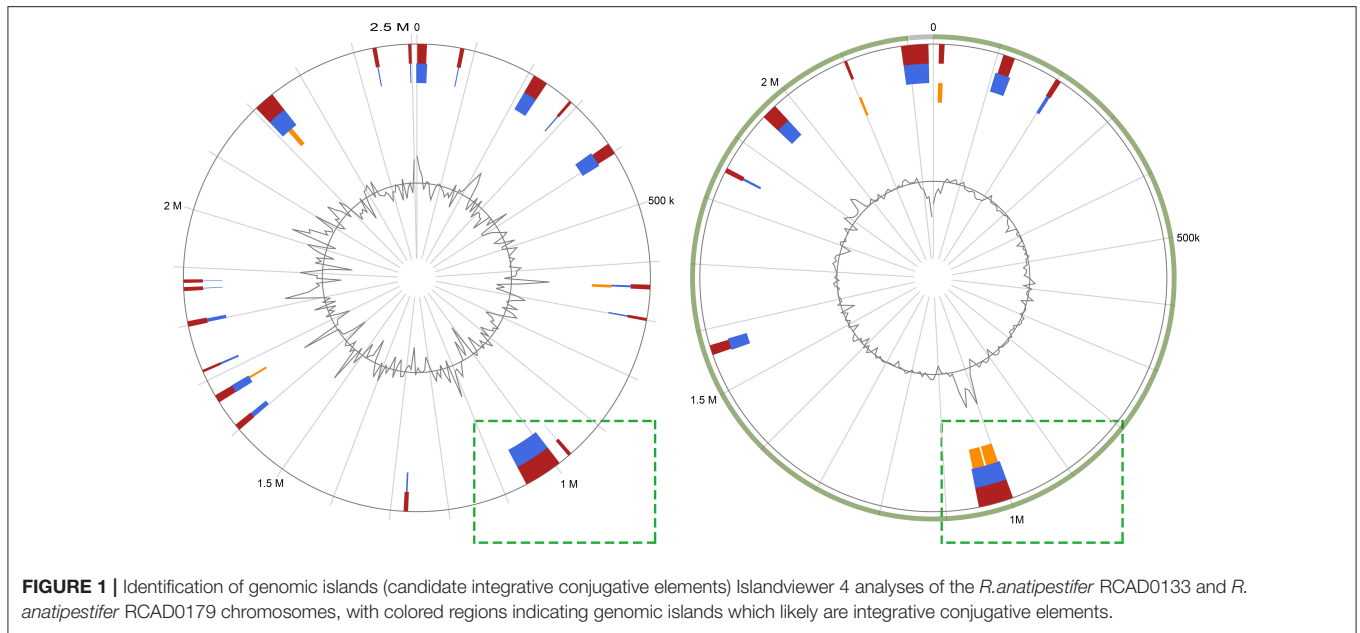 2.5 M 0
500 k
1 M
1.5 M
2 M
0
500k
1M
1.5 M
2 M
FIGURE 1 | Identification of genomic islands (candidate integrative conjugative elements) Islandviewer 4 analyses of the R.anatipestifer RCAD0133 and R.
anatipestifer RCAD0179 chromosomes, with colored regions indicating genomic islands which likely are integrative conjugative elements.